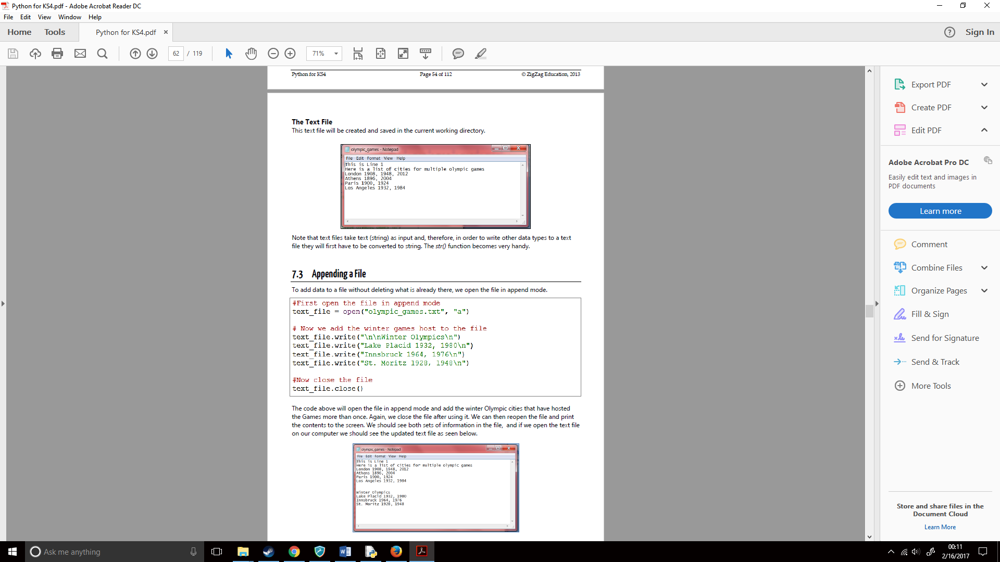 Python for KS4.pdf - Adobe Acrobat Reader DC
File Edit View Window Help
Home Tools Python for KS4.pdf × ? Sign In
62 / 119 71%
Python for KS4 Page 54 of 112 © ZigZag Education, 2013
The Text File
This text file will be created and saved in the current working directory.
olympic_games - Notepad
File Edit Format View Help
This is Line 1
Here is a list of cities for multiple olympic games
London 1908, 1948, 2012
Athens 1896, 2004
Paris 1900, 1924
Los Angeles 1932, 1984
Note that text files take text (string) as input and, therefore, in order to write other data types to a text
file they will first have to be converted to string. The str() function becomes very handy.
7.3 Appending a File
To add data to a file without deleting what is already there, we open the file in append mode.
#First open the file in append mode
text_file = open("olympic_games.txt", "a")
# Now we add the winter games host to the file
text_file.write("\n\nWinter Olympics\n")
text_file.write("Lake Placid 1932, 1980\n")
text_file.write("Innsbruck 1964, 1976\n")
text_file.write("St. Moritz 1928, 1948\n")
#Now close the file
text_file.close()
The code above will open the file in append mode and add the winter Olympic cities that have hosted
the Games more than once. Again, we close the file after using it. We can then reopen the file and print
the contents to the screen. We should see both sets of information in the file, and if we open the text file
on our computer we should see the updated text file as seen below.
olympic_games - Notepad
File Edit Format View Help
This is Line 1
Here is a list of cities for multiple olympic games
London 1908, 1948, 2012
Athens 1896, 2004
Paris 1900, 1924
Los Angeles 1932, 1984
Winter Olympics
Lake Placid 1932, 1980
Innsbruck 1964, 1976
St. Moritz 1928, 1948
Export PDF
Create PDF
Edit PDF
Adobe Acrobat Pro DC
Easily edit text and images in
PDF documents
Learn more
Comment
Combine Files
Organize Pages
Fill & Sign
Send for Signature
Send & Track
More Tools
Store and share files in the
Document Cloud
Learn More
Ask me anything
00:11
2/16/2017